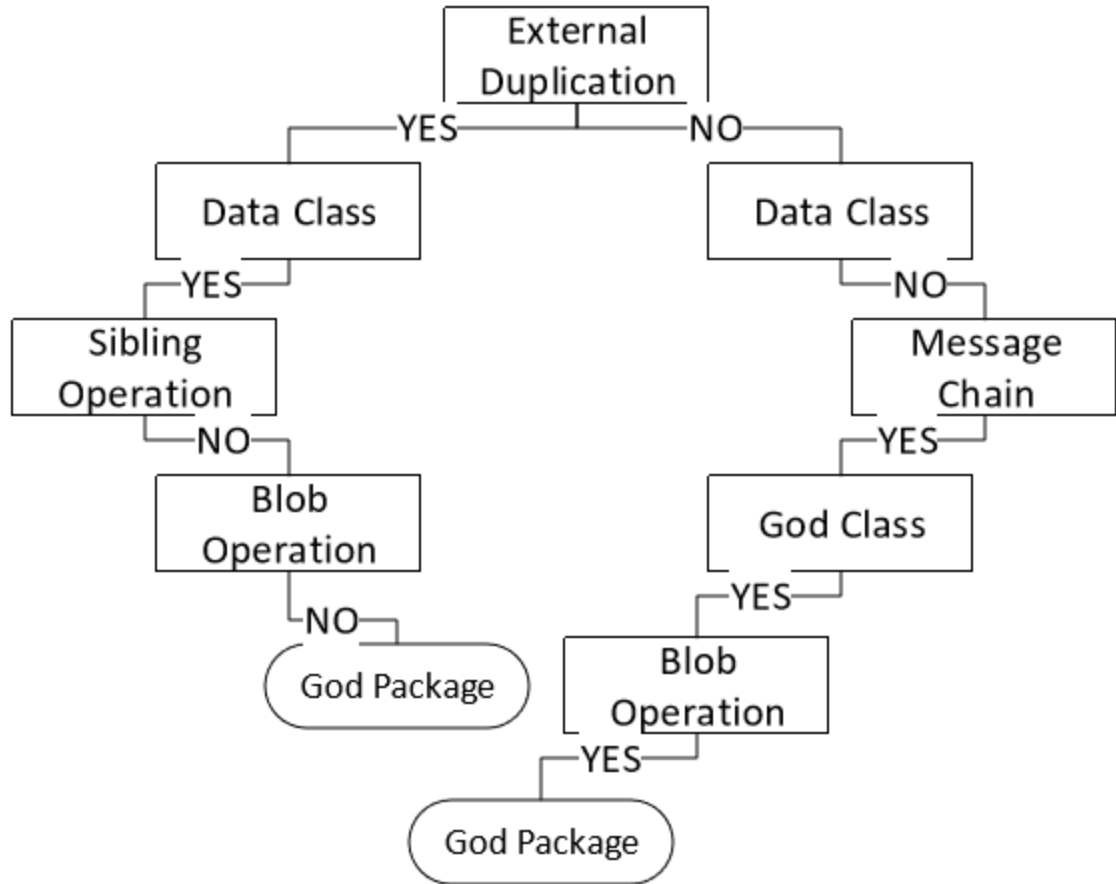 External
Duplication
YES
NO
Data Class
Data Class
YES
NO
Sibling
Operation
Message
Chain
NO
YES
Blob
Operation
God Class
NO
YES
God Package
Blob
Operation
YES
God Package